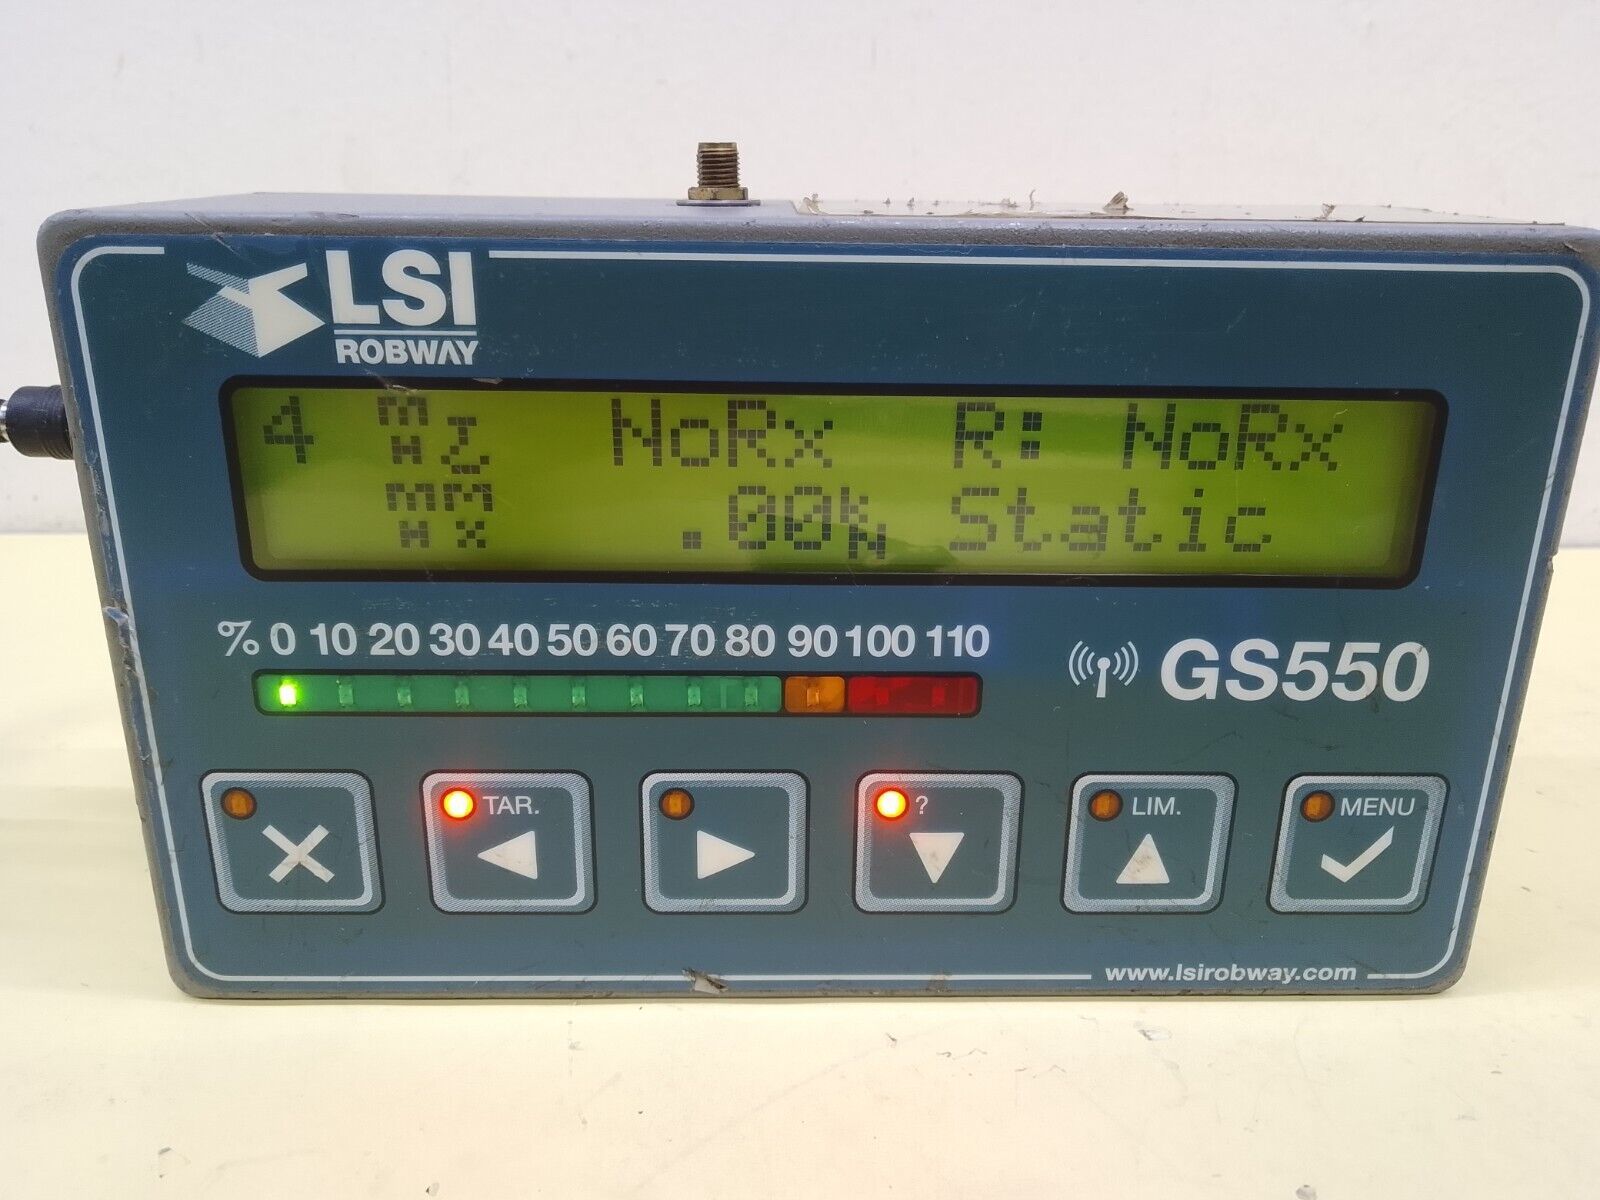 LSI
ROBWAY
4 NoRx R: NoRx
.00 Static
% 0 10 20 30 40 50 60 70 80 90 100 110
GS550
TAR. ? LIM. MENU
www.lsirobway.com